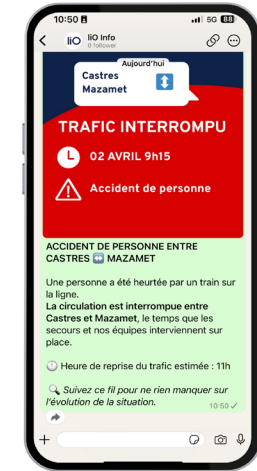 10:50
5G 88
liO
liO Info
0 follower
Aujourd'hui
Castres
Mazamet
TRAFIC INTERROMPU
02 AVRIL 9h15
Accident de personne
ACCIDENT DE PERSONNE ENTRE
CASTRES ↔️ MAZAMET
Une personne a été heurtée par un train sur
la ligne.
La circulation est interrompue entre
Castres et Mazamet, le temps que les
secours et nos équipes interviennent sur
place.
🕛 Heure de reprise du trafic estimée : 11h
🔍 Suivez ce fil pour ne rien manquer sur
l'évolution de la situation.
10:50